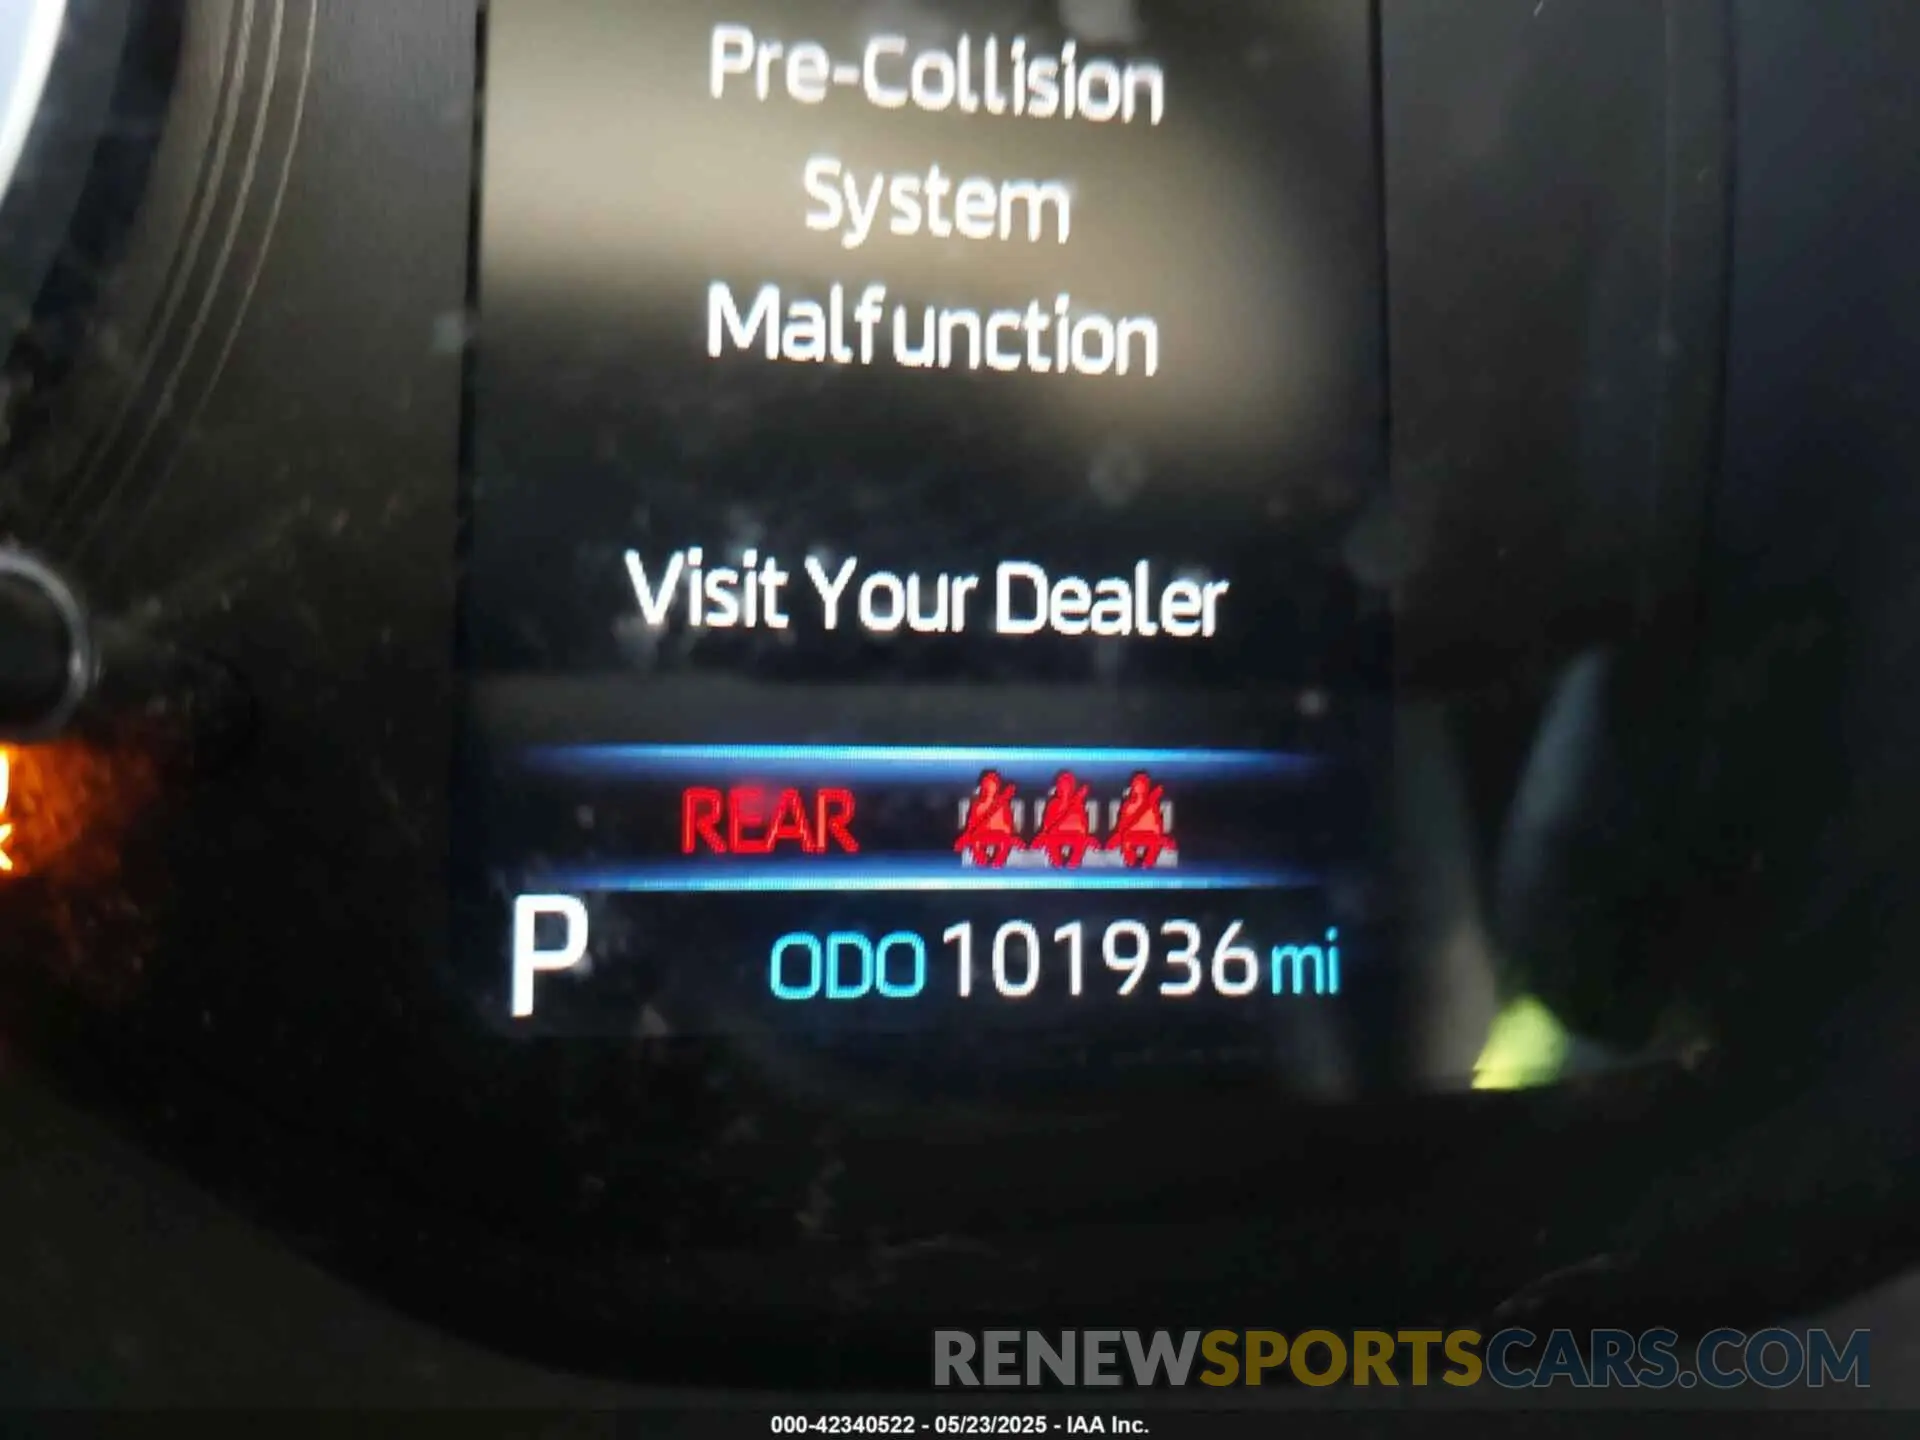 Pre-Collision
System
Malfunction
Visit Your Dealer
REAR
P ODO 101936 mi
RENEWSPORTSCARS.COM
000-42340522 - 05/23/2025 - IAA Inc.